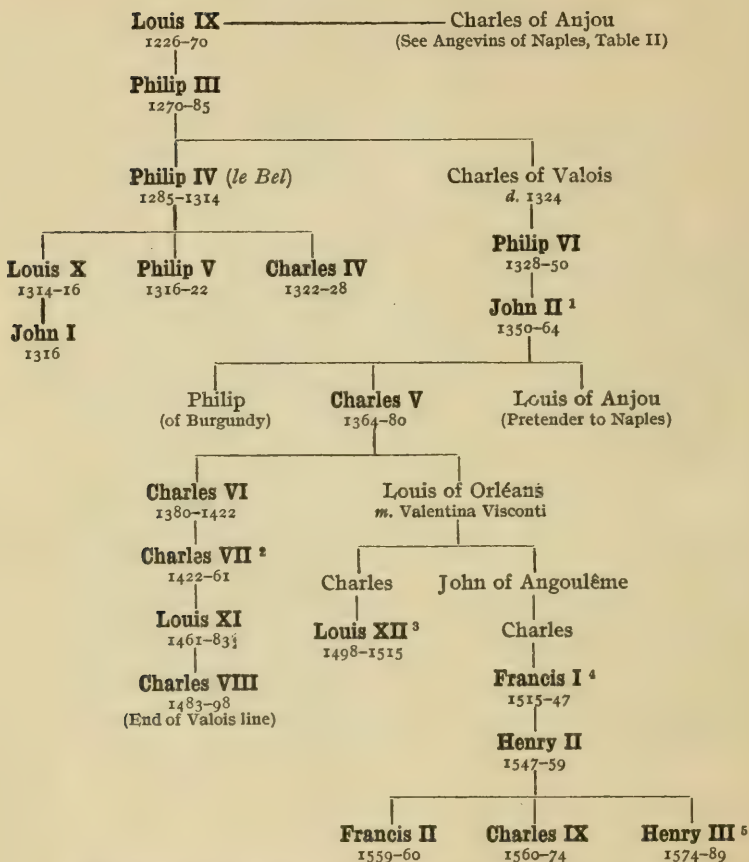 Louis IX Charles of Anjou
1226–70 (See Angevins of Naples, Table II)
Philip III
1270–85
Philip IV (le Bel) Charles of Valois
1285–1314 d. 1324
Philip VI
1328–50
Louis X Philip V Charles IV
1314–16 1316–22 1322–28
John II ¹
1350–64
John I
1316
Philip Charles V Louis of Anjou
(of Burgundy) 1364–80 (Pretender to Naples)
Charles VI Louis of Orléans
1380–1422 m. Valentina Visconti
Charles VII ²
1422–61
Charles John of Angoulême
Louis XI Louis XII ³ Charles
1461–83 1498–1515
Charles VIII Francis I ⁴
1483–98 1515–47
(End of Valois line)
Henry II
1547–59
Francis II Charles IX Henry III ⁵
1559–60 1560–74 1574–89